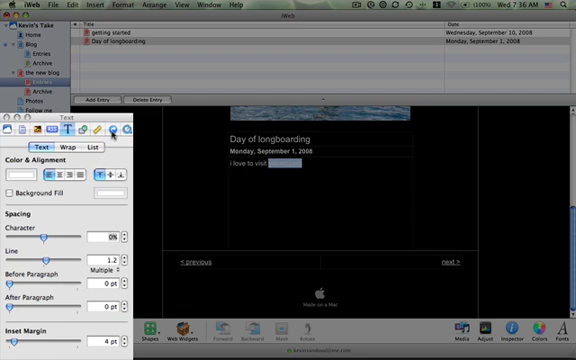 iWeb File Edit Insert Format Arrange View Window Help (100%) Wed 7:36 AM
iWeb
Kevin's Take
Home
Blog
Entries
Archive
the new blog
Entries
Archive
Photos
Follow me
Title Date
getting started Wednesday, September 10, 2008
Day of longboarding Monday, September 1, 2008
Add Entry Delete Entry
Text
Text Wrap List
Color & Alignment
Background Fill
Spacing
Character
0%
Line
1.2
Multiple
Before Paragraph
0 pt
After Paragraph
0 pt
Inset Margin
4 pt
Day of longboarding
Monday, September 1, 2008
i love to visit
< previous next >
Made on a Mac
Shapes Web Widgets Forward Backward Mask Rotate Media Adjust Inspector Colors Fonts